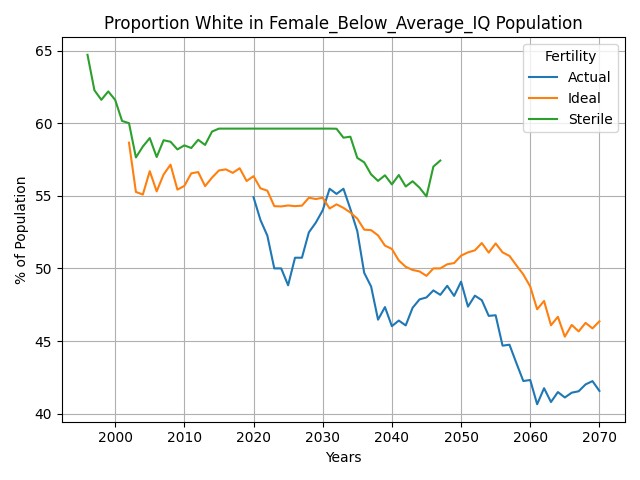 Proportion White in Female_Below_Average_IQ Population
% of Population
65
60
55
50
45
40
Fertility
Actual
Ideal
Sterile
2000 2010 2020 2030 2040 2050 2060 2070
Years